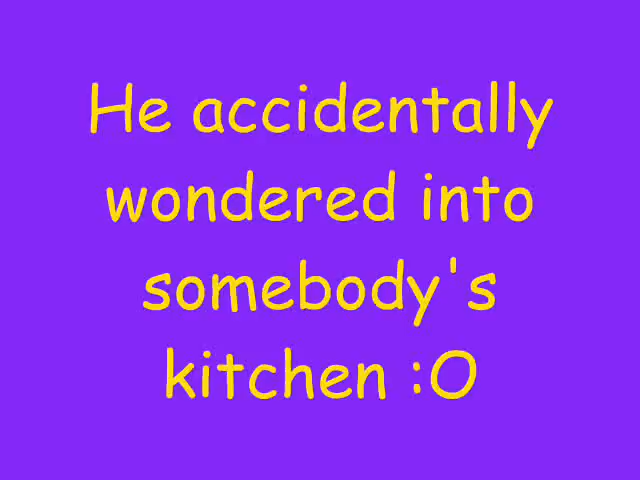 He accidentally
wondered into
somebody's
kitchen :O